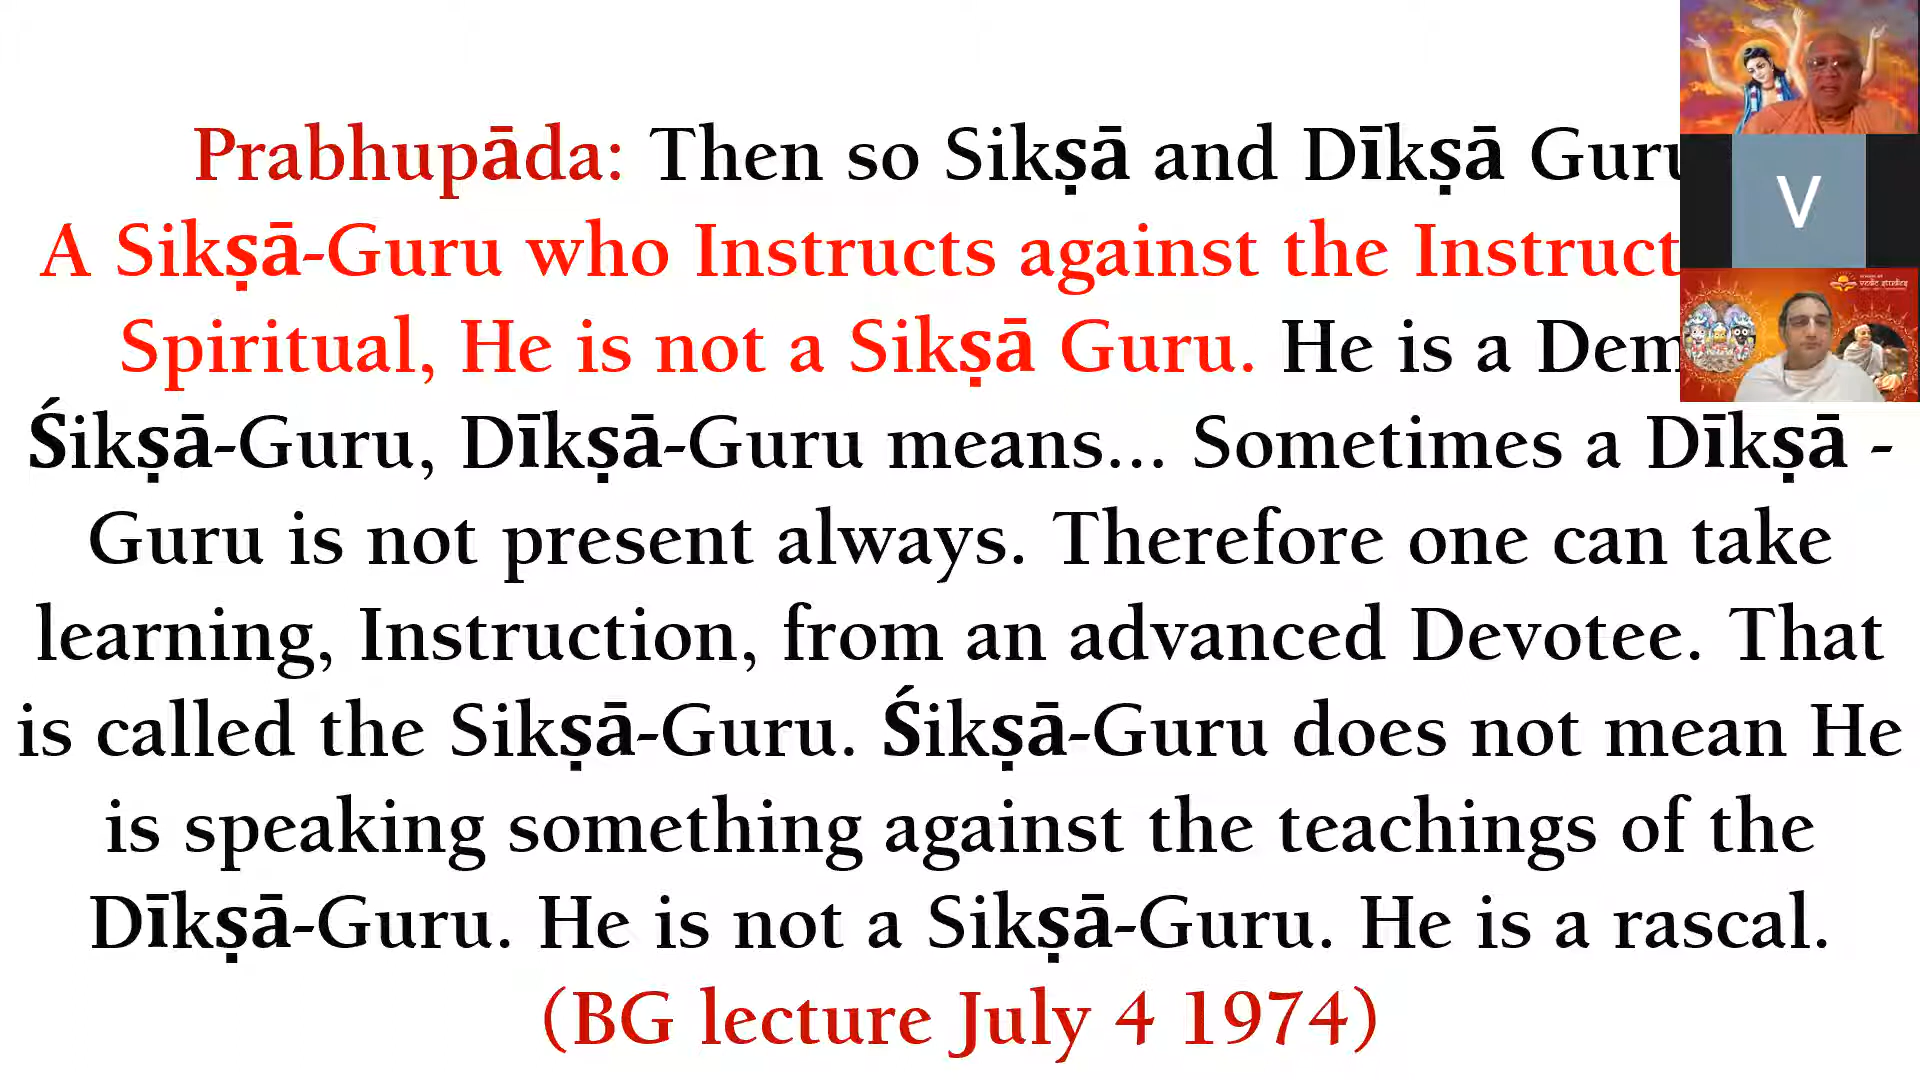 Prabhupāda: Then so Sikṣā and Dīkṣā Guru
A Sikṣā-Guru who Instructs against the Instruct
Spiritual, He is not a Sikṣā Guru. He is a Dem
Śikṣā-Guru, Dīkṣā-Guru means... Sometimes a Dīkṣā -
Guru is not present always. Therefore one can take
learning, Instruction, from an advanced Devotee. That
is called the Sikṣā-Guru. Śikṣā-Guru does not mean He
is speaking something against the teachings of the
Dīkṣā-Guru. He is not a Sikṣā-Guru. He is a rascal.
(BG lecture July 4 1974)
V
vedic studies